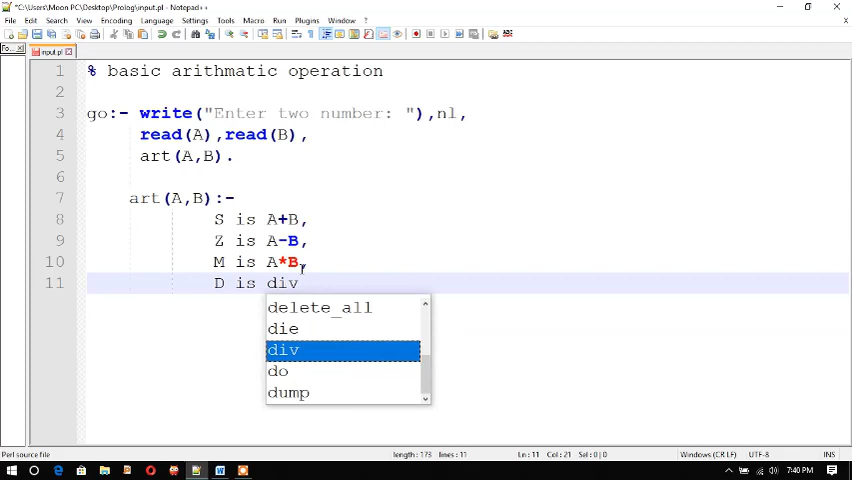 *C:\Users\Moon PC\Desktop\Prolog\input.pl - Notepad++
File Edit Search View Encoding Language Settings Tools Macro Run Plugins Window ? X
Fo... input.pl
1 % basic arithmatic operation
2
3 go:- write("Enter two number: "),nl,
4 read(A),read(B),
5 art(A,B).
6
7 art(A,B):-
8 S is A+B,
9 Z is A-B,
10 M is A*B,
11 D is div
delete_all
die
div
do
dump
Perl source file length : 173 lines : 11 Ln : 11 Col : 21 Sel : 0 | 0 Windows (CR LF) UTF-8 INS
7:40 PM